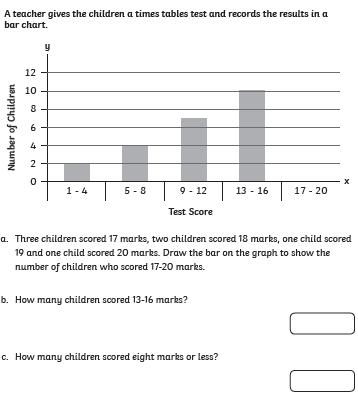 A teacher gives the children a times tables test and records the results in a
bar chart.
y
Number of Children
12
10
8
6
4
2
0
1 - 4
5 - 8
9 - 12
13 - 16
17 - 20
x
Test Score
a. Three children scored 17 marks, two children scored 18 marks, one child scored
19 and one child scored 20 marks. Draw the bar on the graph to show the
number of children who scored 17-20 marks.
b. How many children scored 13-16 marks?
c. How many children scored eight marks or less?